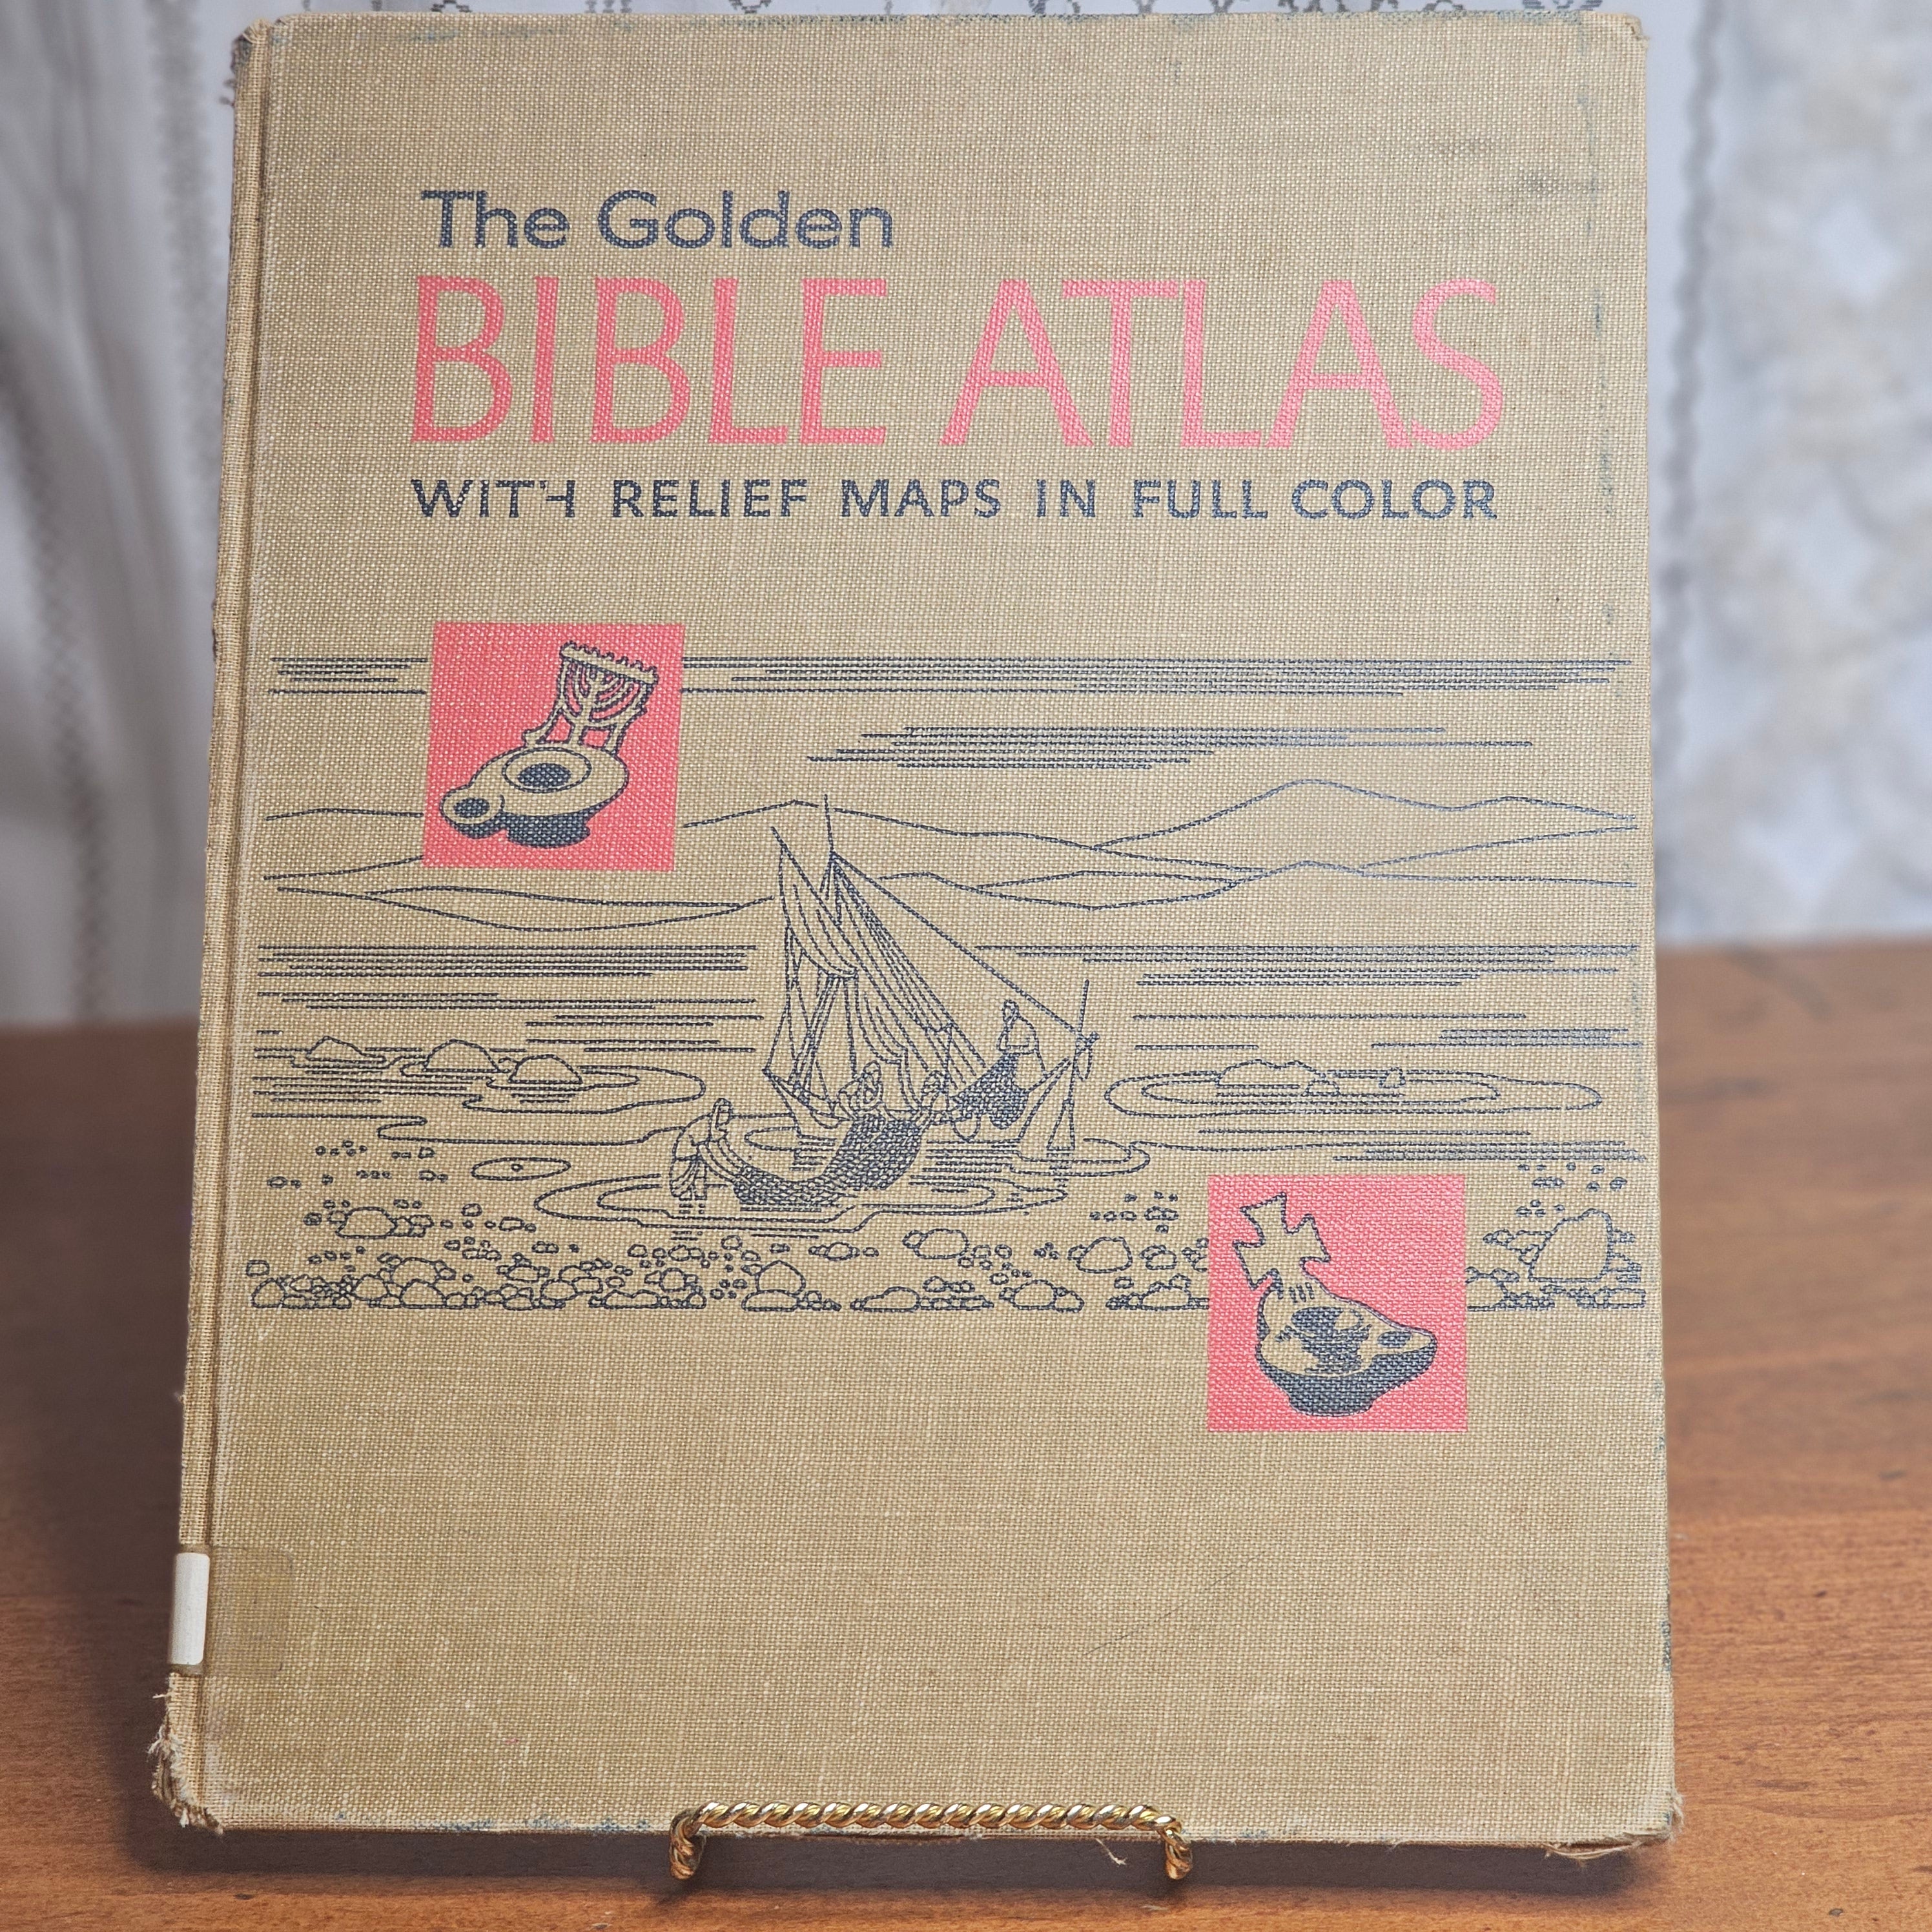 The Golden
BIBLE ATLAS
WITH RELIEF MAPS IN FULL COLOR